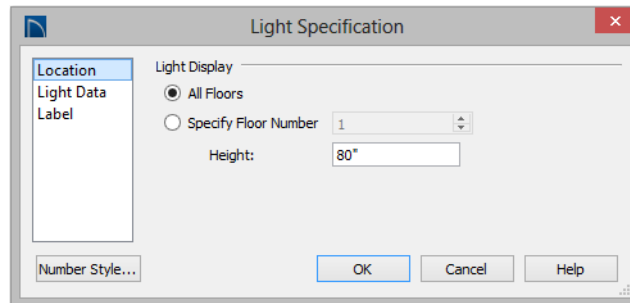 Light Specification
Location
Light Data
Label
Light Display
All Floors
Specify Floor Number 1
Height: 80"
Number Style... OK Cancel Help